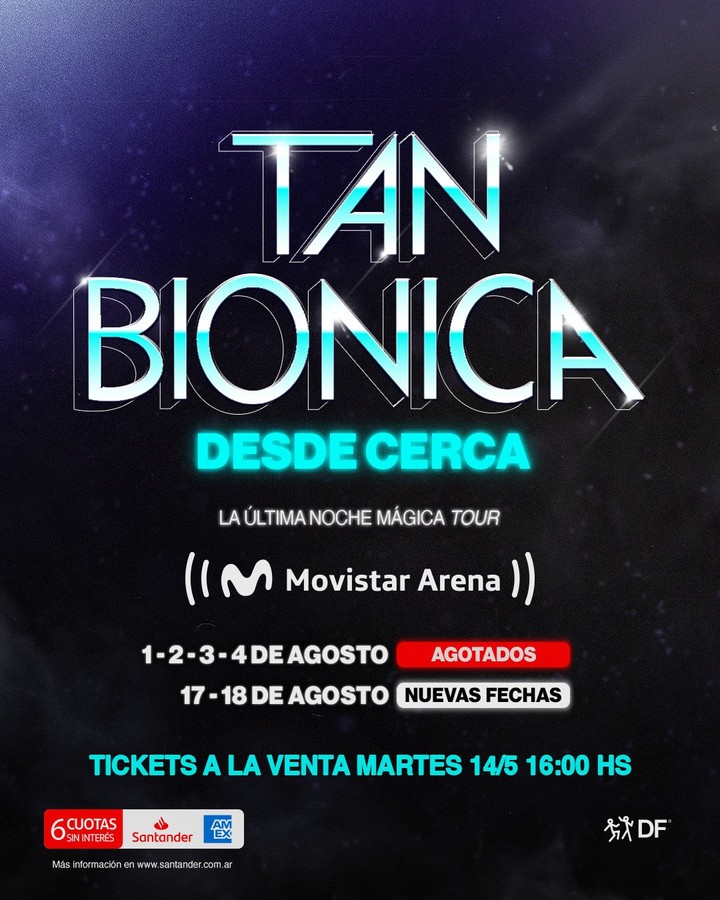 TAN
BIONICA
DESDE CERCA
LA ÚLTIMA NOCHE MÁGICA TOUR
Movistar Arena
1 - 2 - 3 - 4 DE AGOSTO AGOTADOS
17 - 18 DE AGOSTO NUEVAS FECHAS
TICKETS A LA VENTA MARTES 14/5 16:00 HS
6 CUOTAS SIN INTERÉS Santander AMEX
DF
Más información en www.santander.com.ar